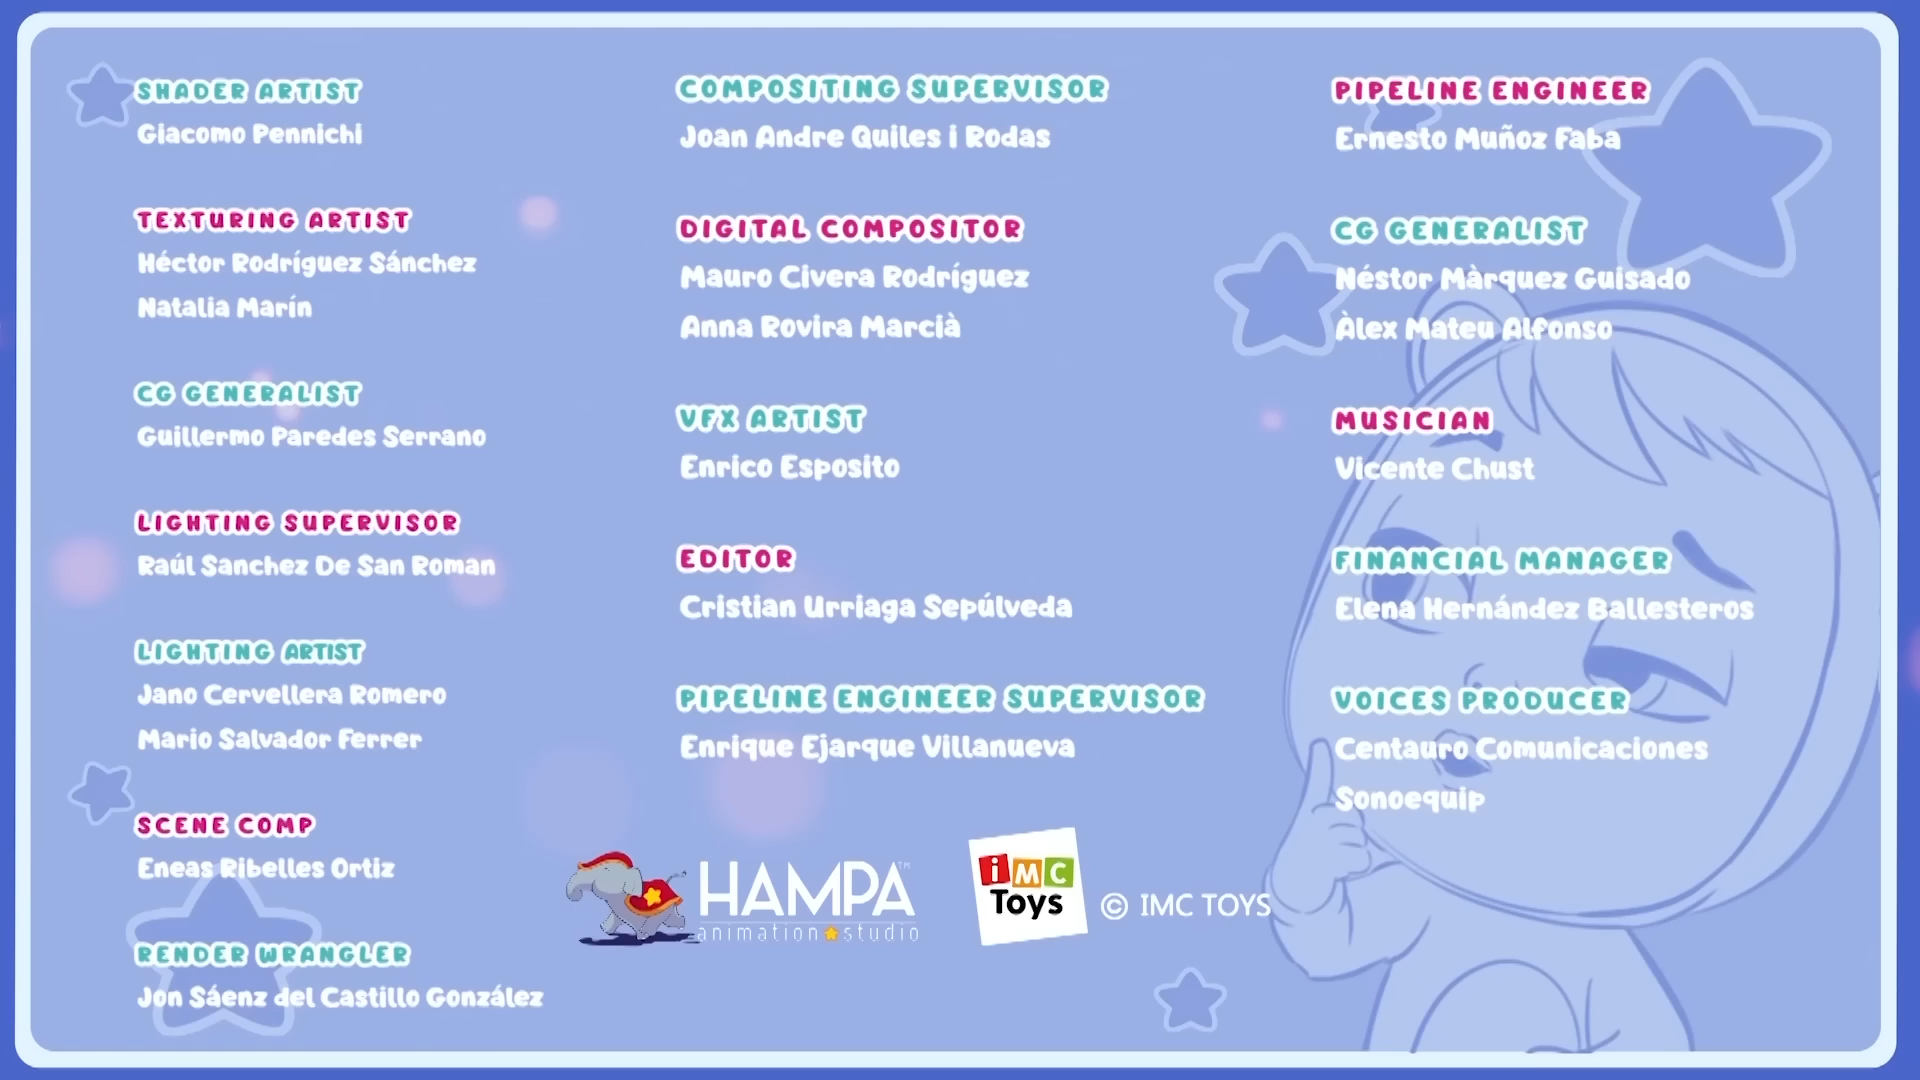 SHADER ARTIST
Giacomo Pennichi
TEXTURING ARTIST
Héctor Rodríguez Sánchez
Natalia Marín
CG GENERALIST
Guillermo Paredes Serrano
LIGHTING SUPERVISOR
Raúl Sanchez De San Roman
LIGHTING ARTIST
Jano Cervellera Romero
Mario Salvador Ferrer
SCENE COMP
Eneas Ribelles Ortiz
RENDER WRANGLER
Jon Sáenz del Castillo González
COMPOSITING SUPERVISOR
Joan Andre Quiles i Rodas
DIGITAL COMPOSITOR
Mauro Civera Rodríguez
Anna Rovira Marcià
VFX ARTIST
Enrico Esposito
EDITOR
Cristian Urriaga Sepúlveda
PIPELINE ENGINEER SUPERVISOR
Enrique Ejarque Villanueva
PIPELINE ENGINEER
Ernesto Muñoz Faba
CG GENERALIST
Néstor Màrquez Guisado
Àlex Mateu Alfonso
MUSICIAN
Vicente Chust
FINANCIAL MANAGER
Elena Hernández Ballesteros
VOICES PRODUCER
Centauro Comunicaciones
Sonoequip
HAMPA™
animation studio
iMC
Toys
© IMC TOYS